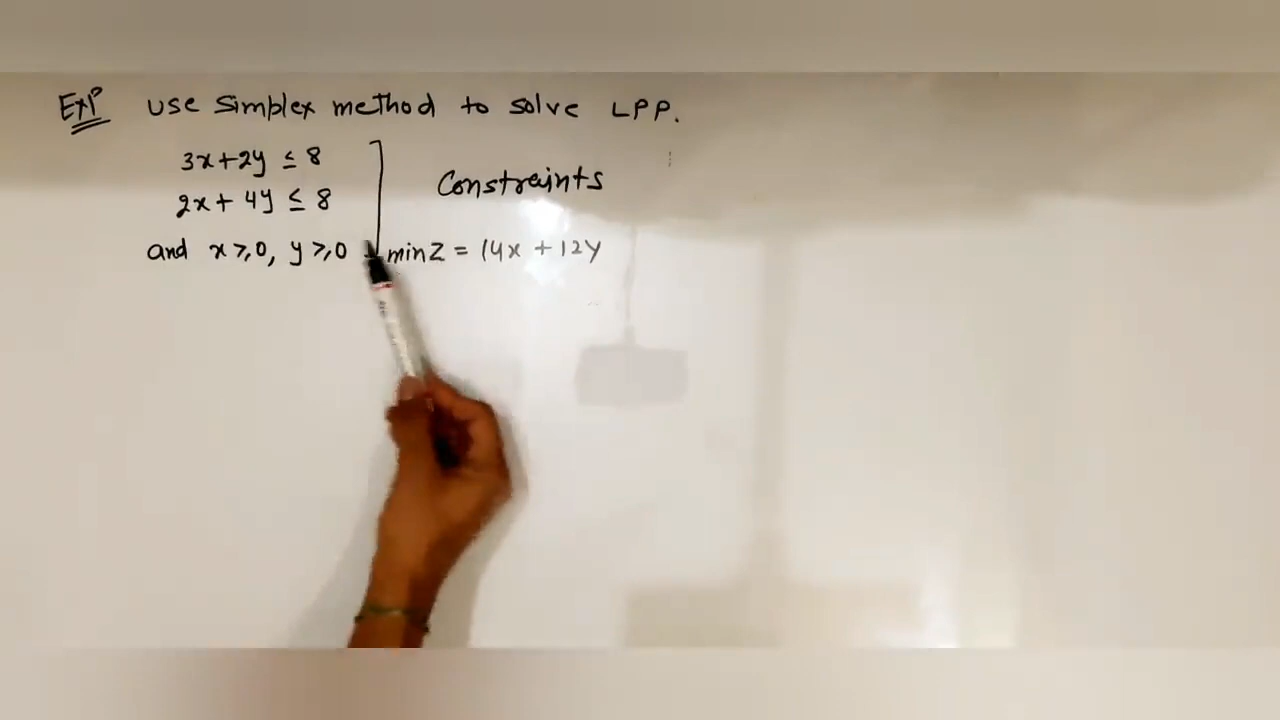 Exp use simplex method to solve LPP.
3x+2y ≤ 8
2x+ 4y ≤ 8
Constraints
and x ≥ 0, y ≥ 0 min Z = 14x + 12y